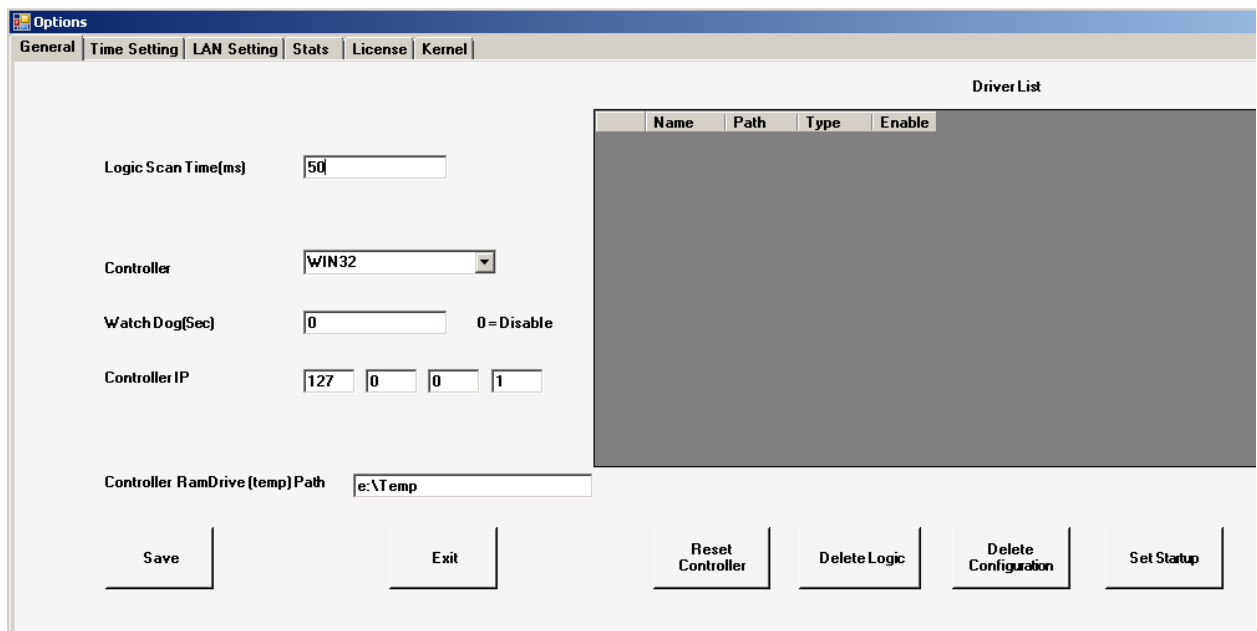 Options
General Time Setting LAN Setting Stats License Kernel
Driver List
Name Path Type Enable
Logic Scan Time(ms) 50
Controller WIN32
Watch Dog(Sec) 0 0 = Disable
Controller IP 127 0 0 1
Controller RamDrive (temp) Path e:\Temp
Save Exit Reset Controller Delete Logic Delete Configuration Set Startup